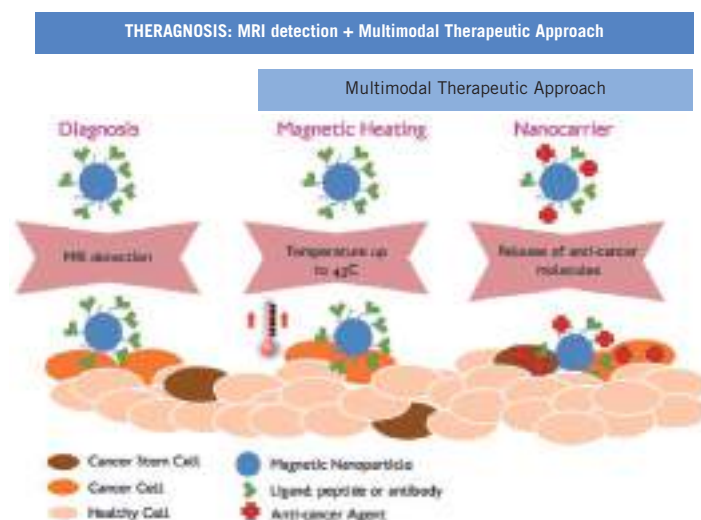 THERAGNOSIS: MRI detection + Multimodal Therapeutic Approach
Multimodal Therapeutic Approach
Diagnosis
Magnetic Heating
Nanocarrier
MRI detection
Temperature up
to 43C
Release of anti-cancer
molecules
Cancer Stem Cell
Cancer Cell
Healthy Cell
Magnetic Nanoparticle
Ligand: peptide or antibody
Anti-cancer Agent